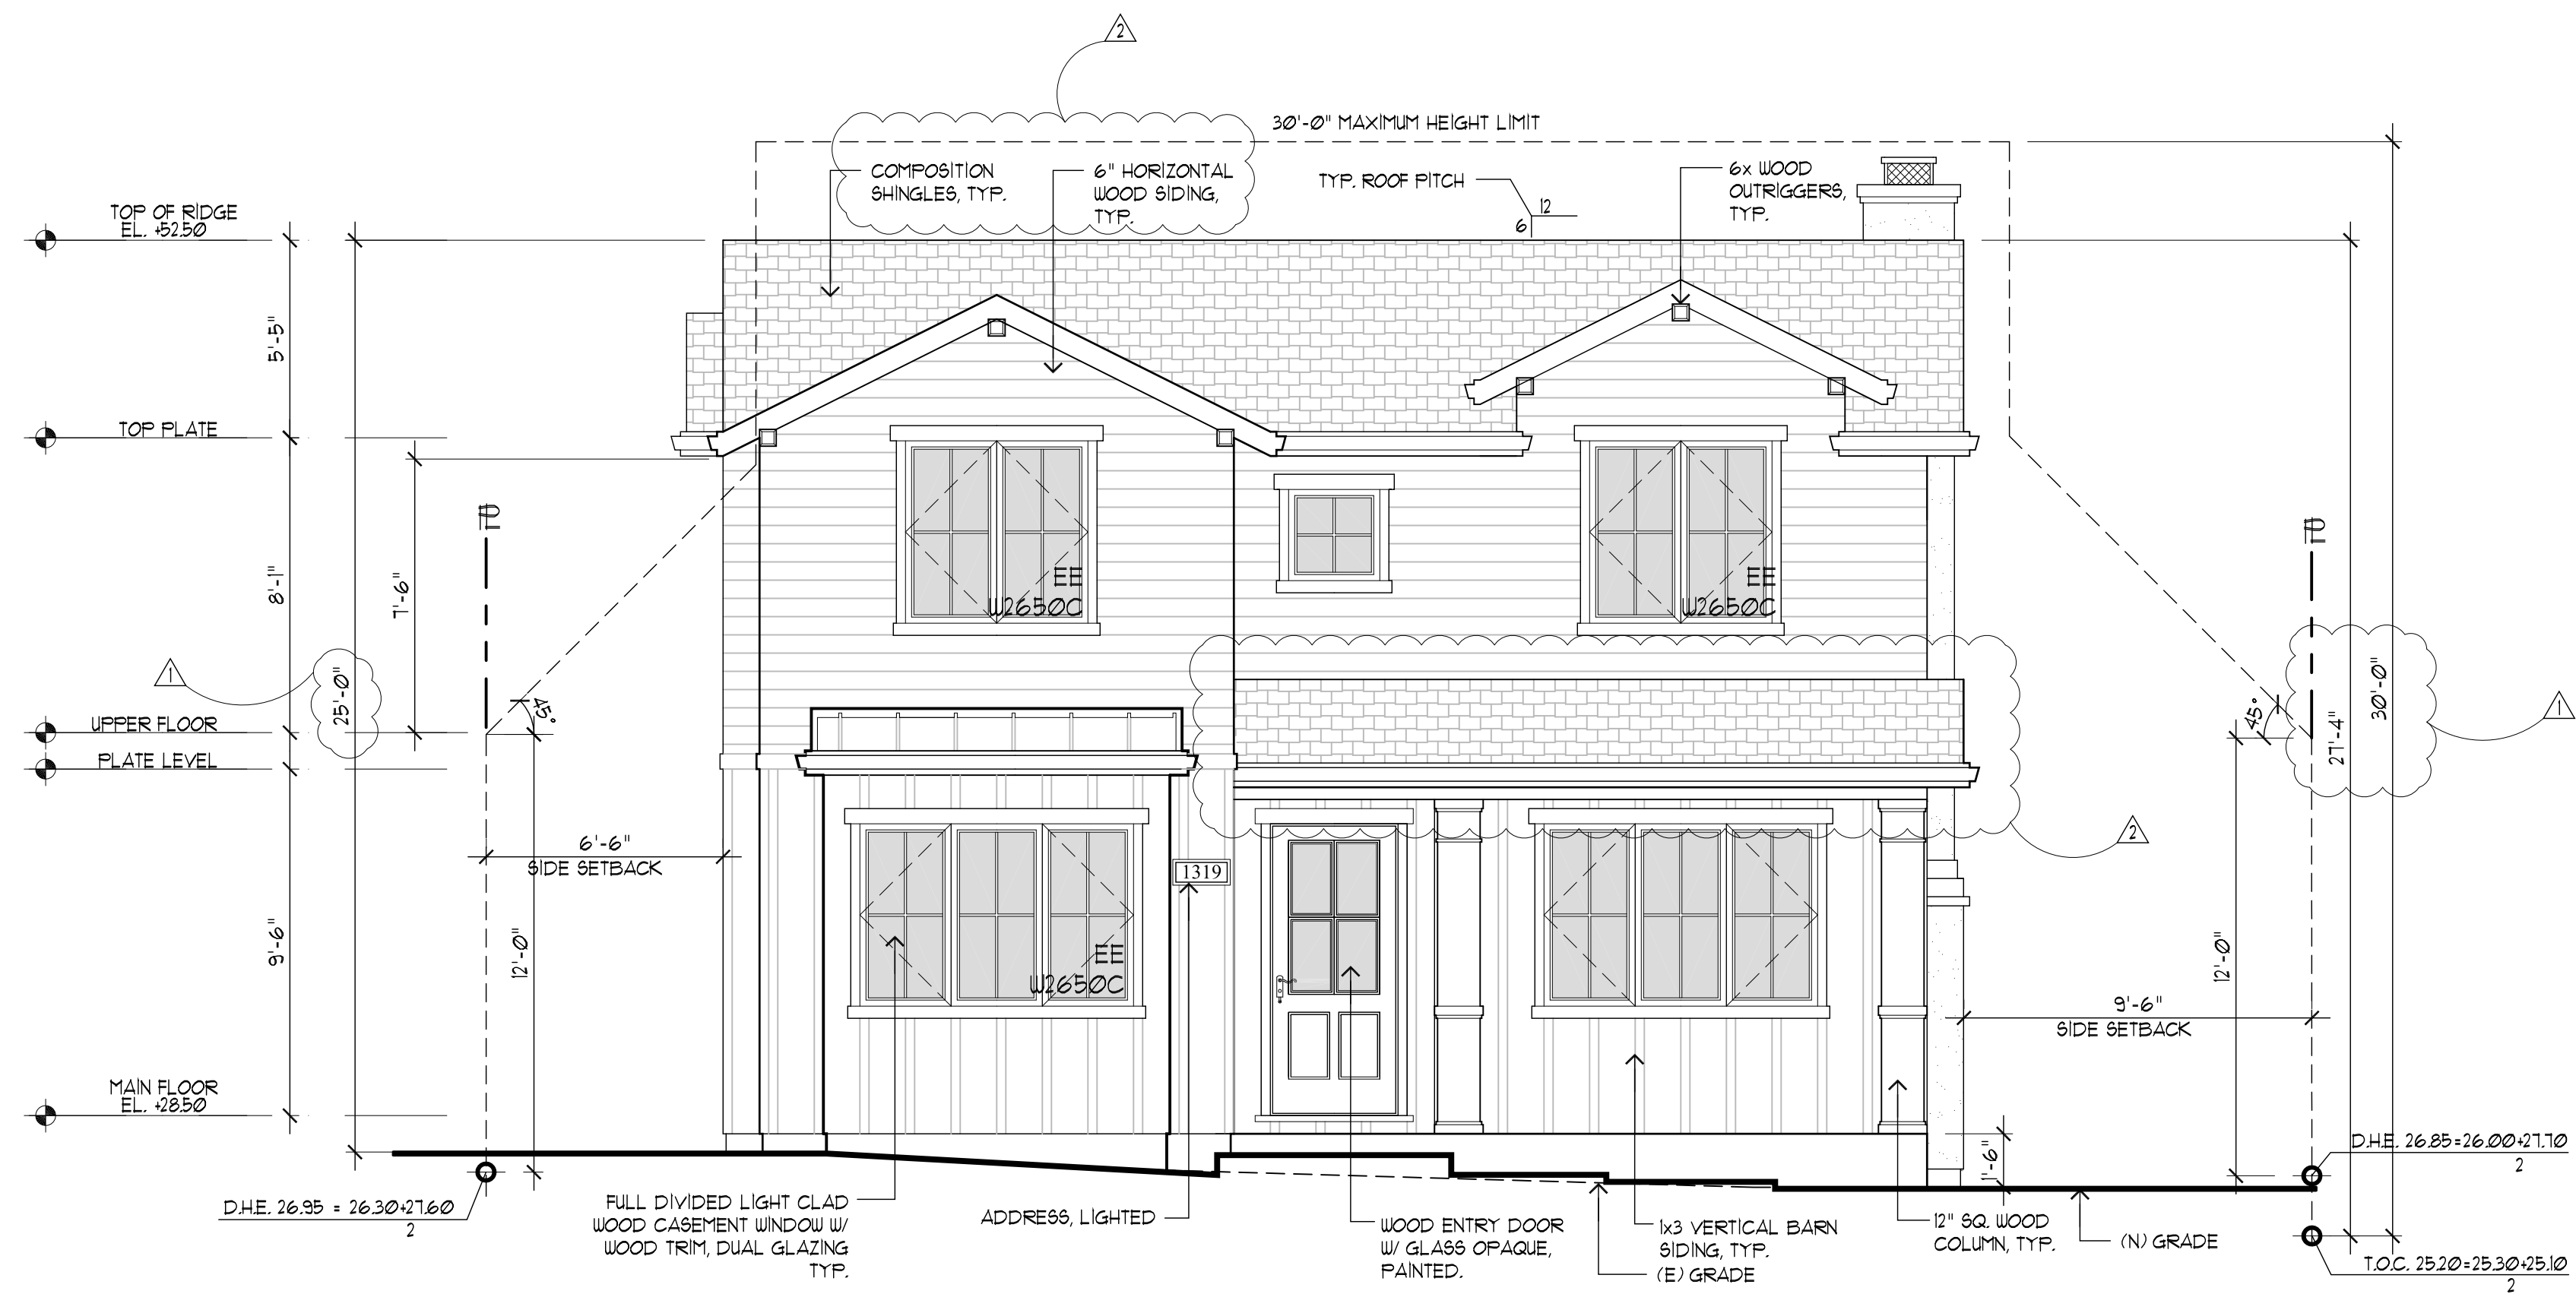 2
30'-0" MAXIMUM HEIGHT LIMIT
COMPOSITION
SHINGLES, TYP.
6" HORIZONTAL
WOOD SIDING,
TYP.
TYP. ROOF PITCH
12
6
6x WOOD
OUTRIGGERS,
TYP.
TOP OF RIDGE
EL. +52.50
5'-5"
TOP PLATE
8'-1"
7'-6"
1
25'-0"
UPPER FLOOR
PLATE LEVEL
45°
EE
W2650C
EE
W2650C
45°
27'-4"
30'-0"
1
2
6'-6"
SIDE SETBACK
1319
9'-6"
12'-0"
EE
W2650C
12'-0"
9'-6"
SIDE SETBACK
MAIN FLOOR
EL. +28.50
1'-6"
D.H.E. 26.85=26.00+27.70
2
D.H.E. 26.95 = 26.30+27.60
2
FULL DIVIDED LIGHT CLAD
WOOD CASEMENT WINDOW W/
WOOD TRIM, DUAL GLAZING
TYP.
ADDRESS, LIGHTED
WOOD ENTRY DOOR
W/ GLASS OPAQUE,
PAINTED.
1x3 VERTICAL BARN
SIDING, TYP.
(E) GRADE
12" SQ. WOOD
COLUMN, TYP.
(N) GRADE
T.O.C. 25.20=25.30+25.10
2